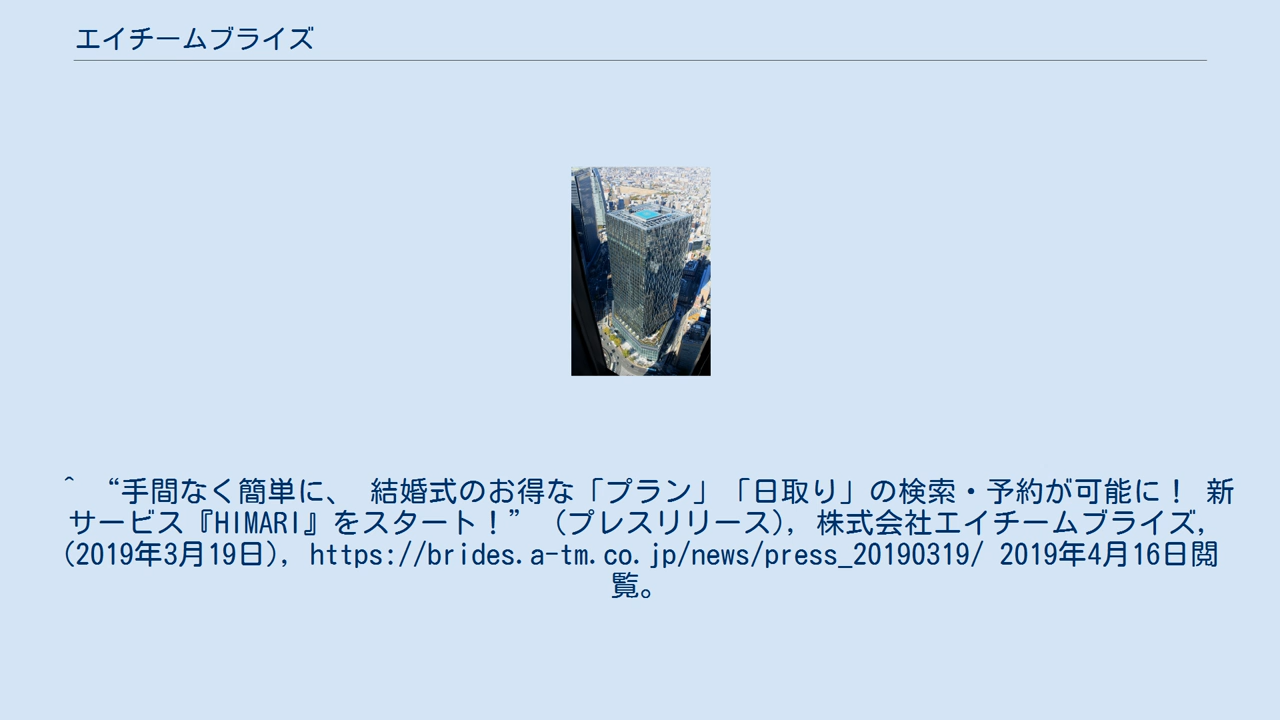 エイチームブライズ
^ “手間なく簡単に、 結婚式のお得な「プラン」「日取り」の検索・予約が可能に！ 新
サービス『HIMARI』をスタート！” (プレスリリース), 株式会社エイチームブライズ,
(2019年3月19日), https://brides.a-tm.co.jp/news/press_20190319/ 2019年4月16日閲
覧。